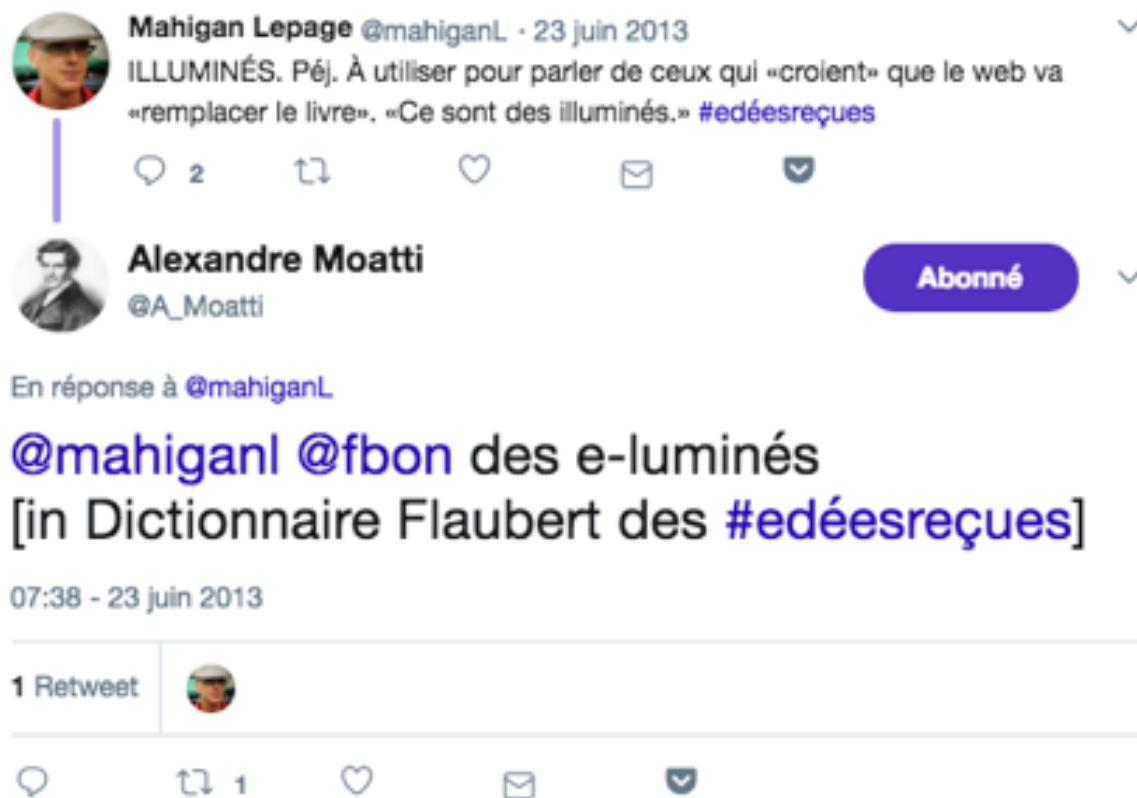 Mahigan Lepage @mahiganL · 23 juin 2013
ILLUMINÉS. Péj. À utiliser pour parler de ceux qui «croient» que le web va
«remplacer le livre». «Ce sont des illuminés.» #edéesreçues
2
Alexandre Moatti
@A_Moatti
Abonné
En réponse à @mahiganL
@mahiganl @fbon des e-luminés
[in Dictionnaire Flaubert des #edéesreçues]
07:38 - 23 juin 2013
1 Retweet
1